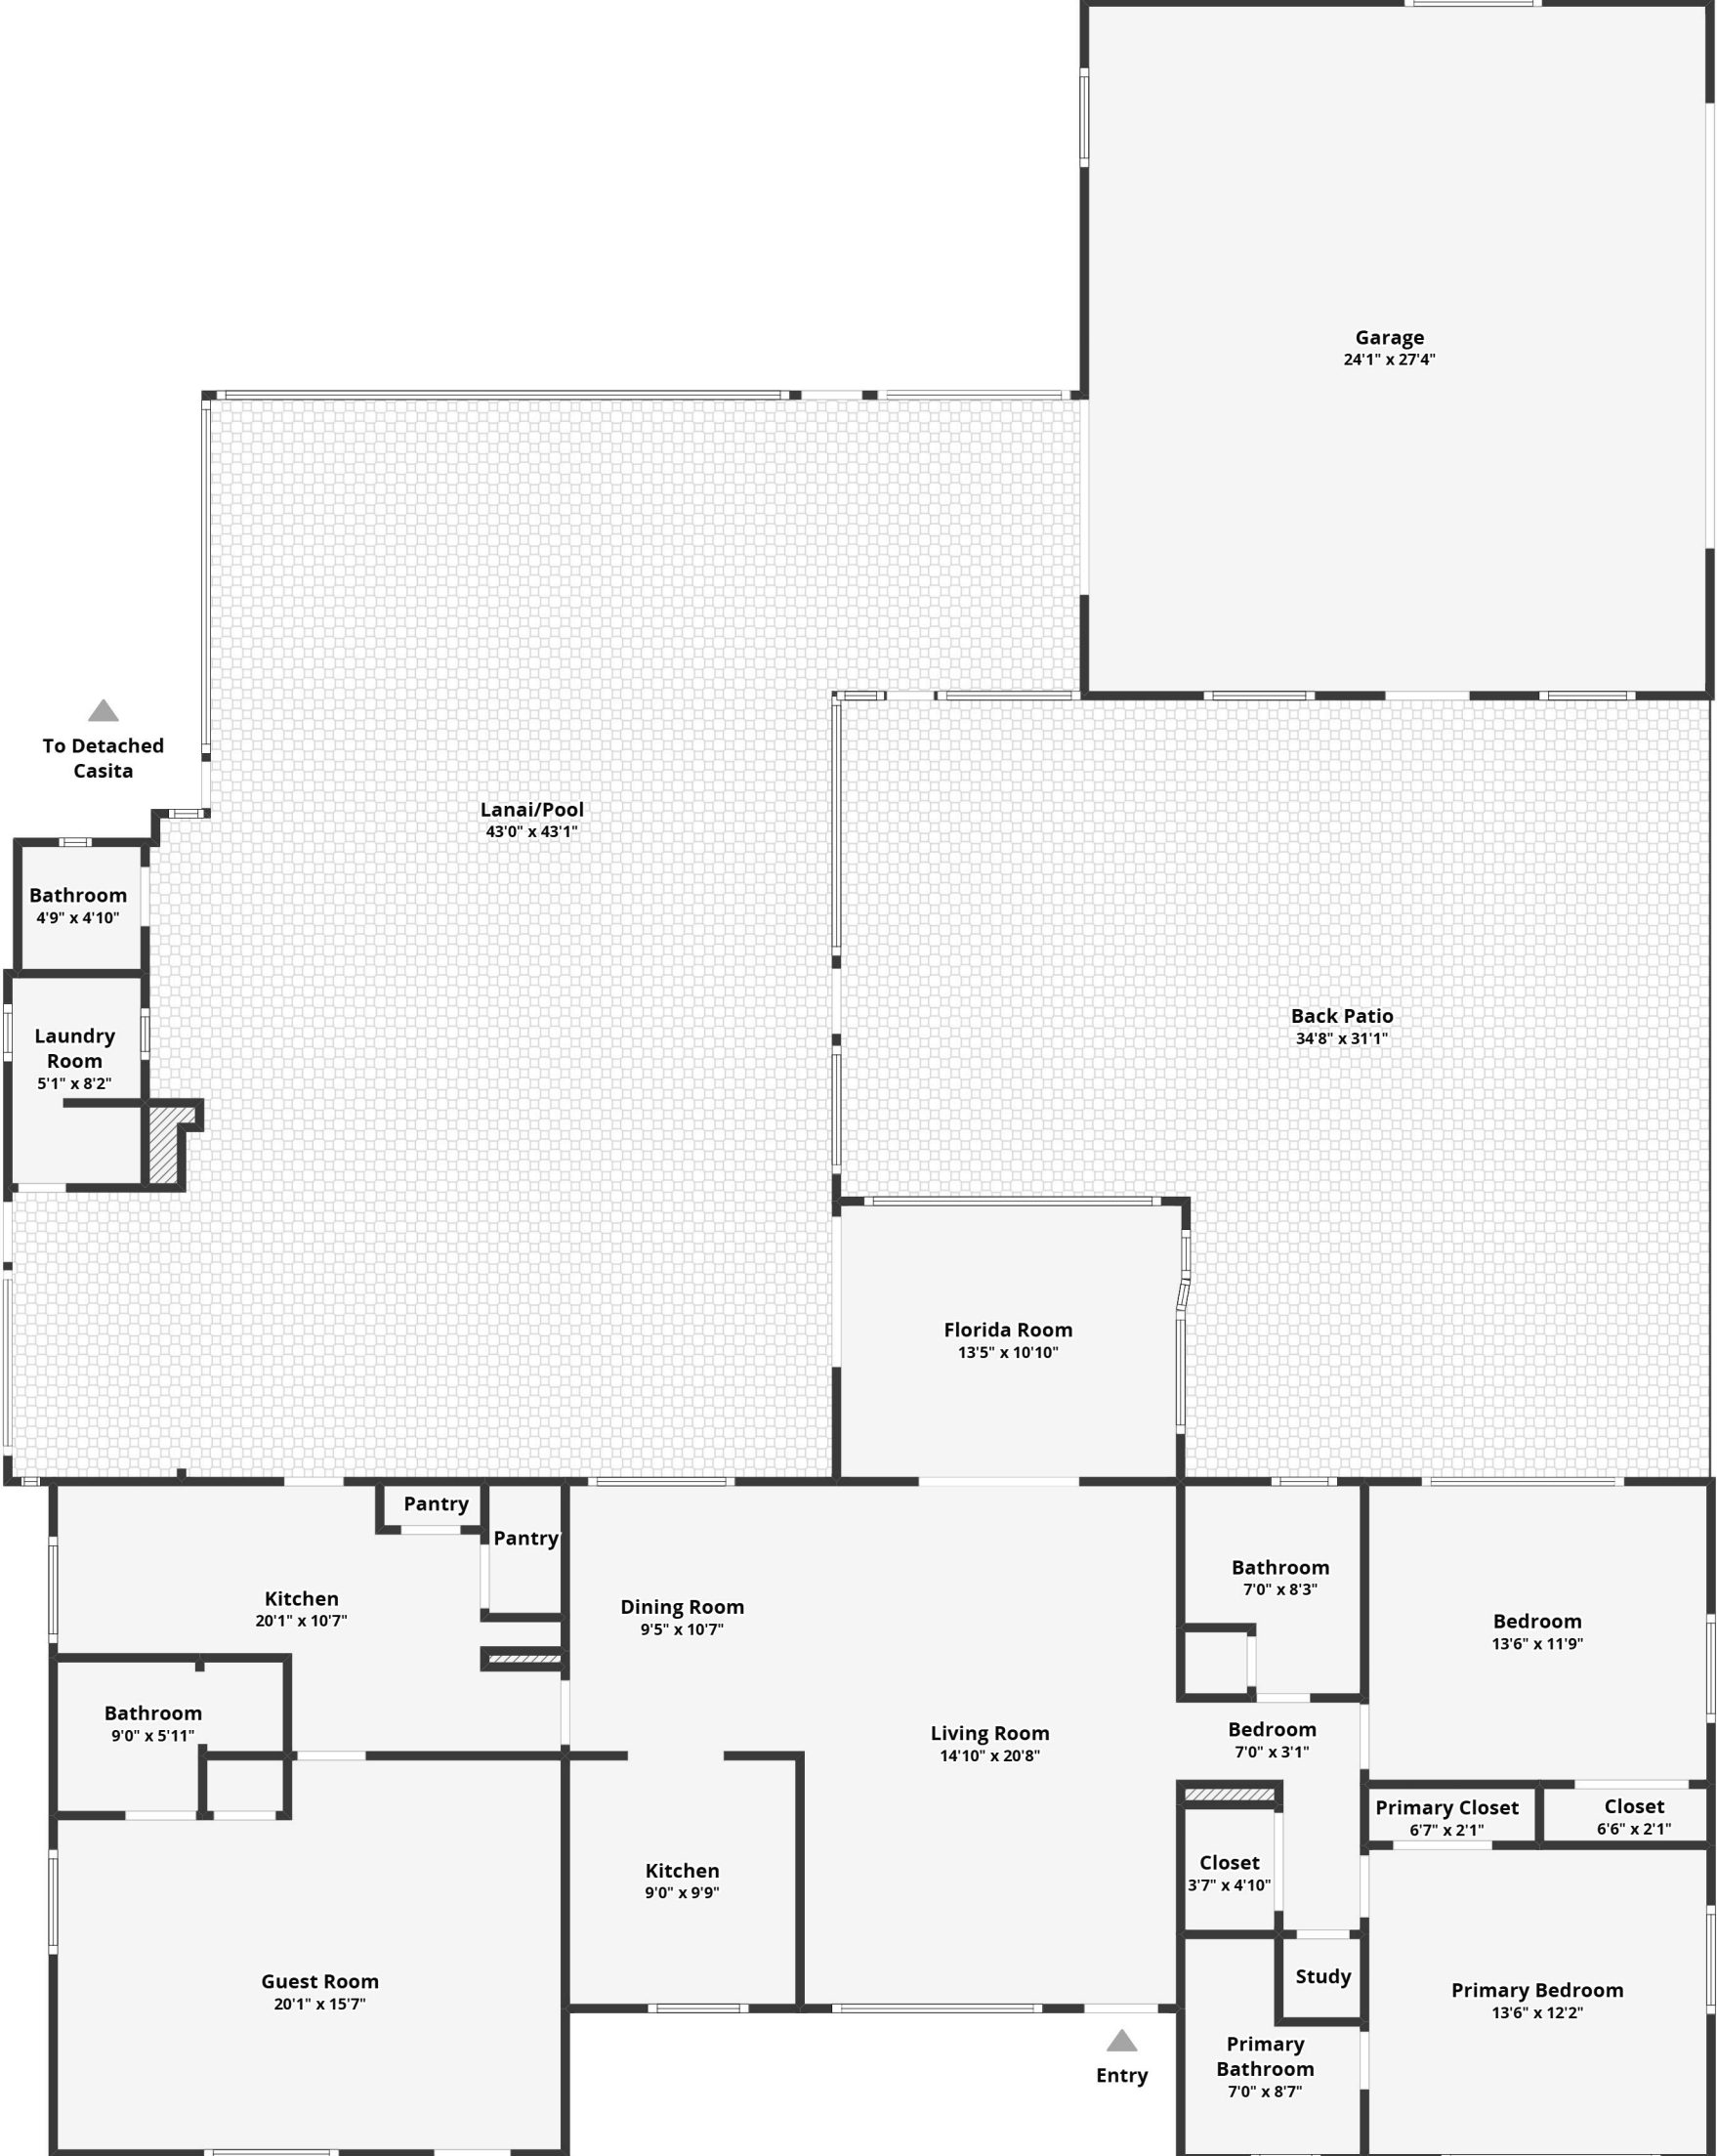 Garage
24'1" x 27'4"
To Detached
Casita
Lanai/Pool
43'0" x 43'1"
Bathroom
4'9" x 4'10"
Laundry
Room
5'1" x 8'2"
Back Patio
34'8" x 31'1"
Florida Room
13'5" x 10'10"
Pantry
Pantry
Kitchen
20'1" x 10'7"
Dining Room
9'5" x 10'7"
Bathroom
7'0" x 8'3"
Bedroom
13'6" x 11'9"
Bathroom
9'0" x 5'11"
Living Room
14'10" x 20'8"
Bedroom
7'0" x 3'1"
Primary Closet
6'7" x 2'1"
Closet
6'6" x 2'1"
Kitchen
9'0" x 9'9"
Closet
3'7" x 4'10"
Guest Room
20'1" x 15'7"
Study
Primary Bedroom
13'6" x 12'2"
Entry
Primary
Bathroom
7'0" x 8'7"